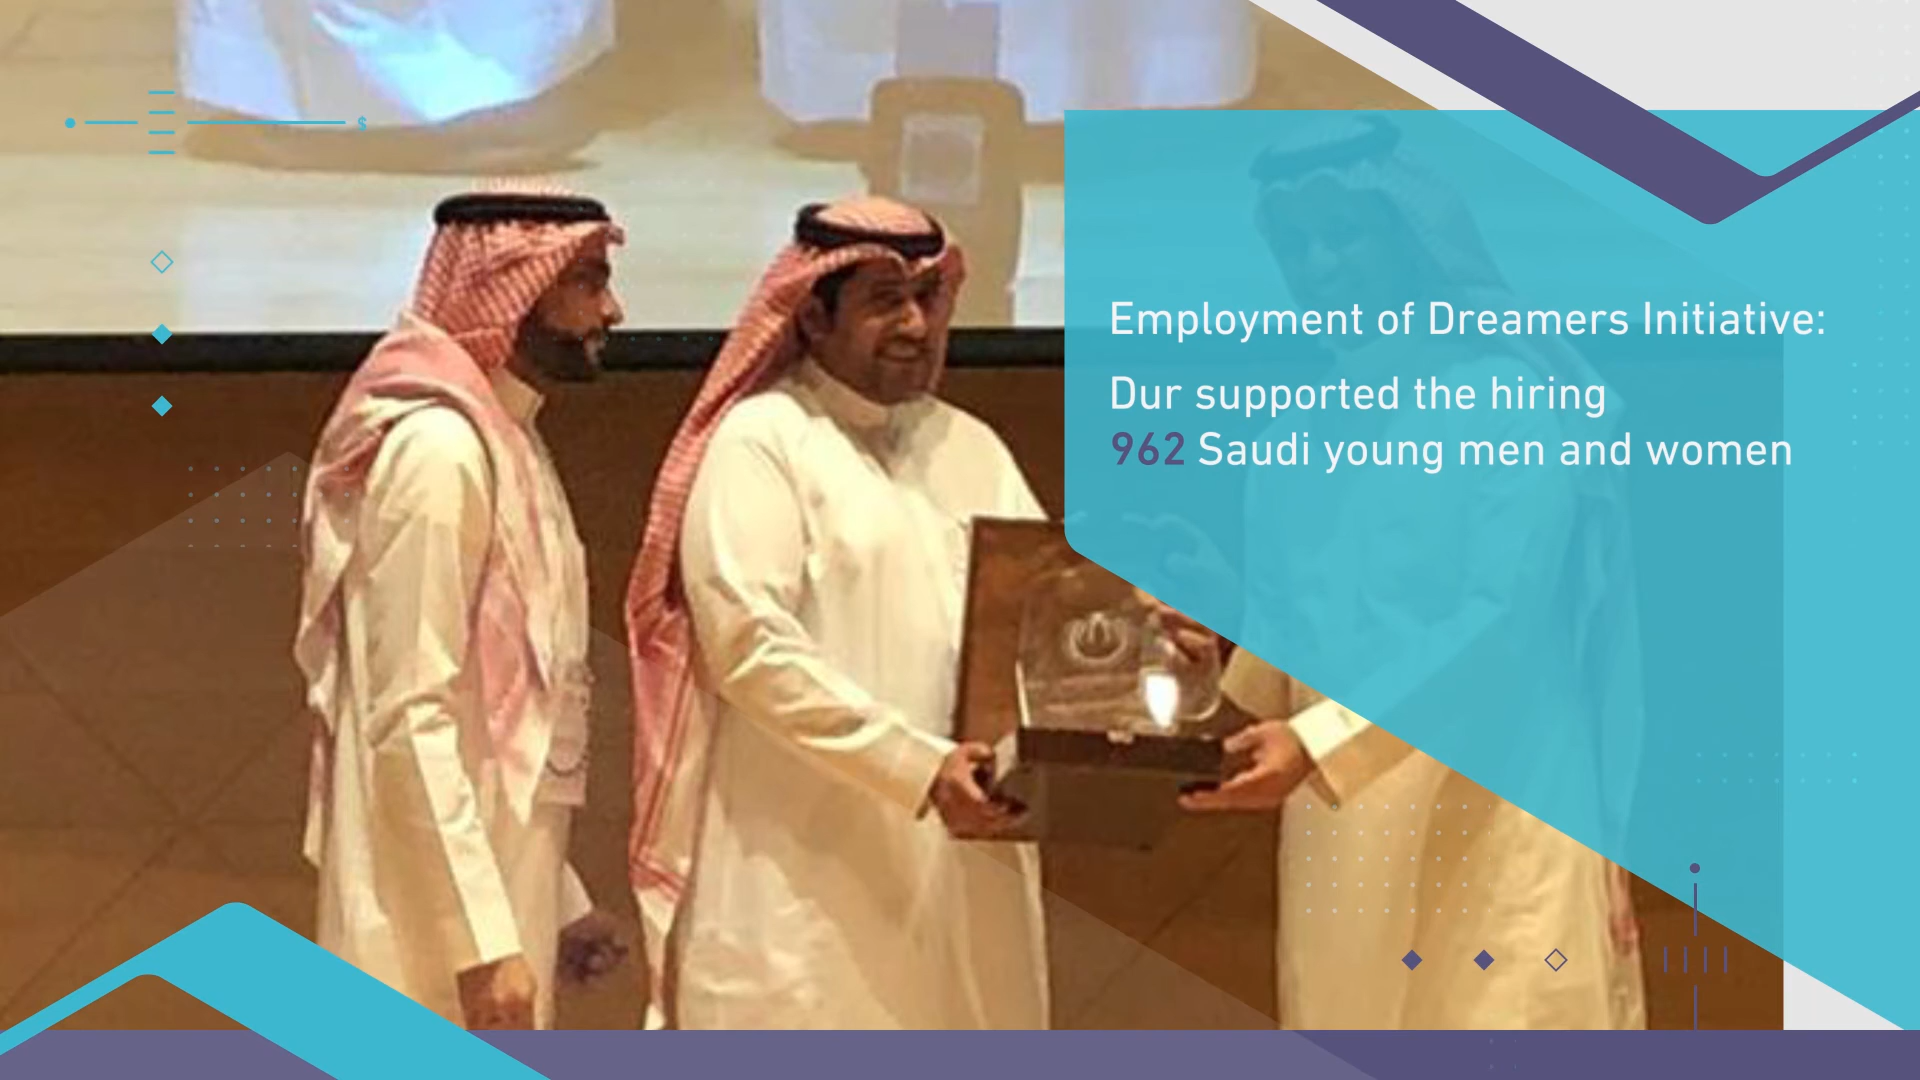 $
Employment of Dreamers Initiative:
Dur supported the hiring
962 Saudi young men and women